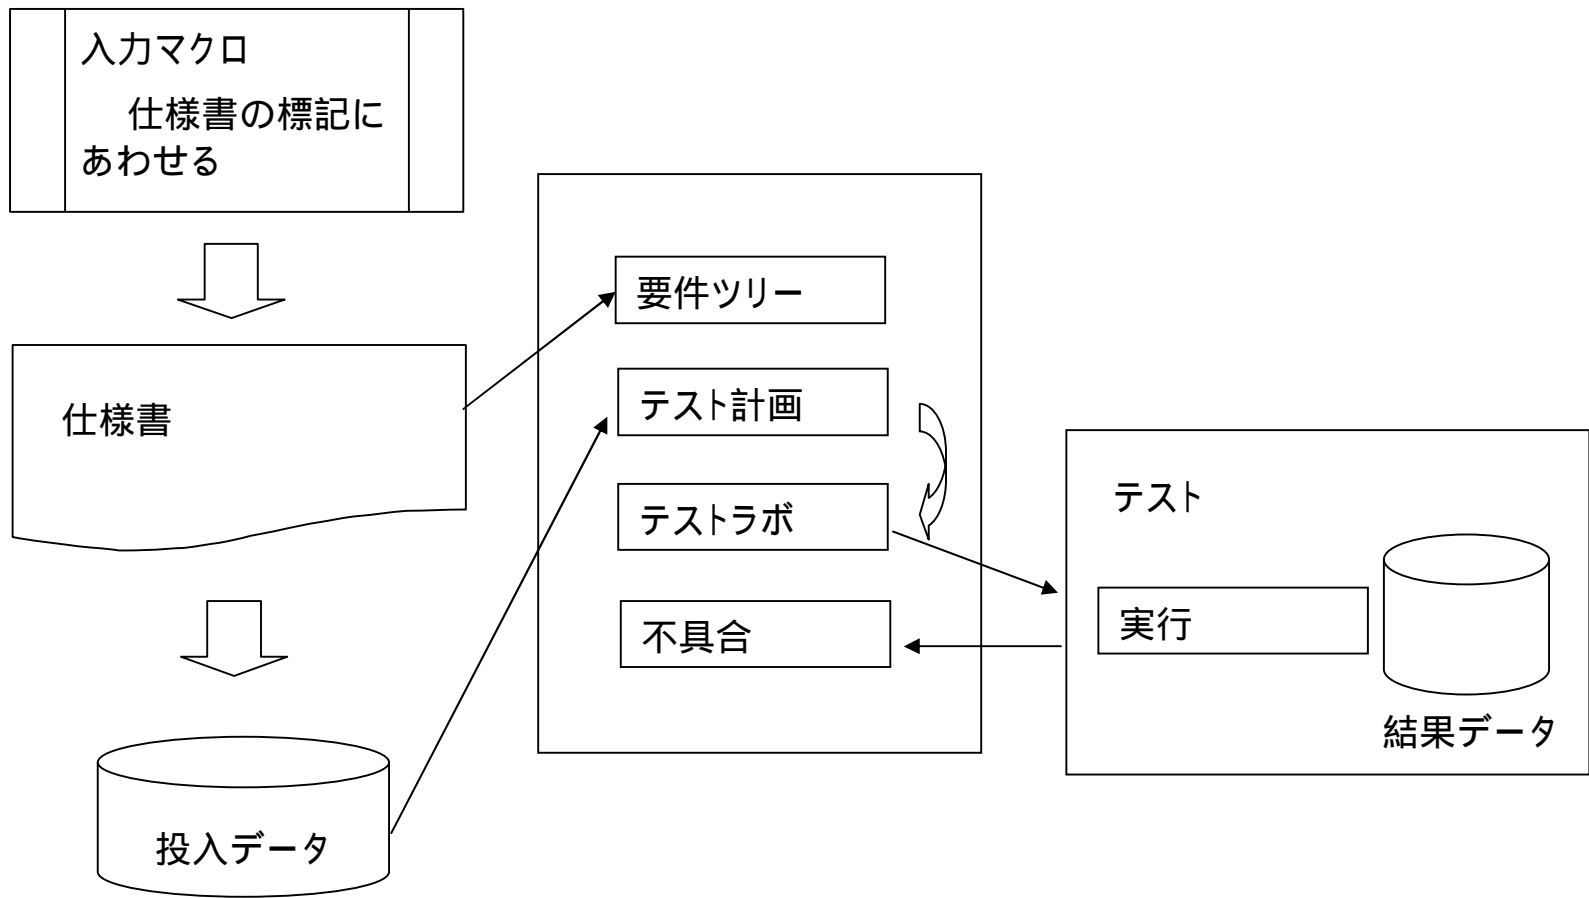 入力マクロ
仕様書の標記に
あわせる
仕様書
投入データ
要件ツリー
テスト計画
テストラボ
不具合
テスト
実行
結果データ